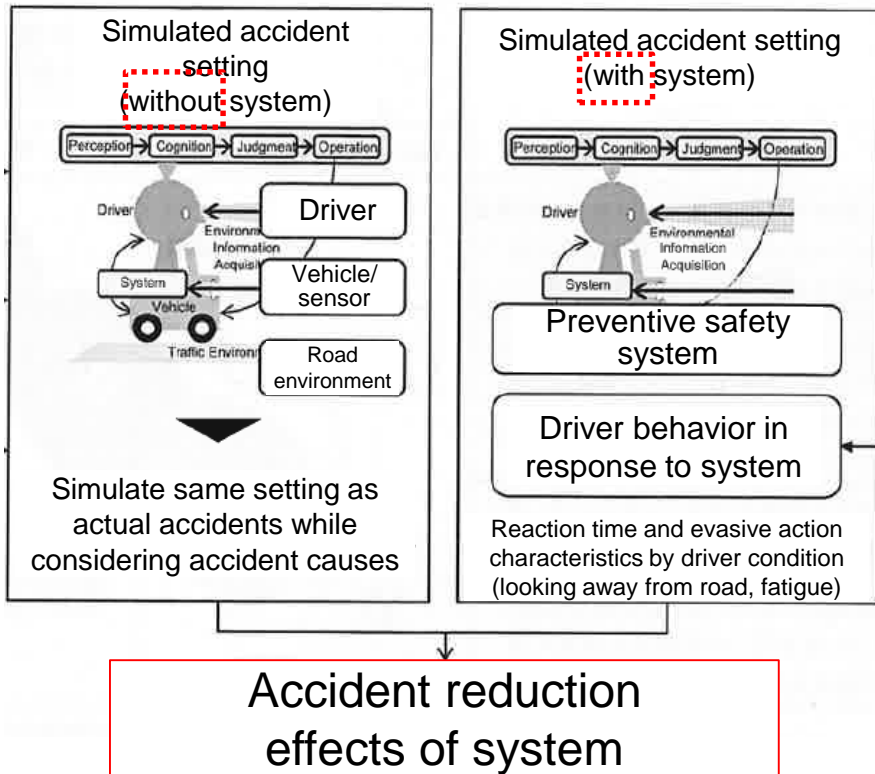 Simulated accident
setting
(without system)
Perception Cognition Judgment Operation
Driver
Driver
Environmental
Information
Acquisition
Vehicle/
sensor
System
Vehicle
Traffic Environ
Road
environment
Simulate same setting as
actual accidents while
considering accident causes
Simulated accident setting
(with system)
Perception Cognition Judgment Operation
Driver
Environmental
Information
Acquisition
System
Preventive safety
system
Driver behavior in
response to system
Reaction time and evasive action
characteristics by driver condition
(looking away from road, fatigue)
Accident reduction
effects of system